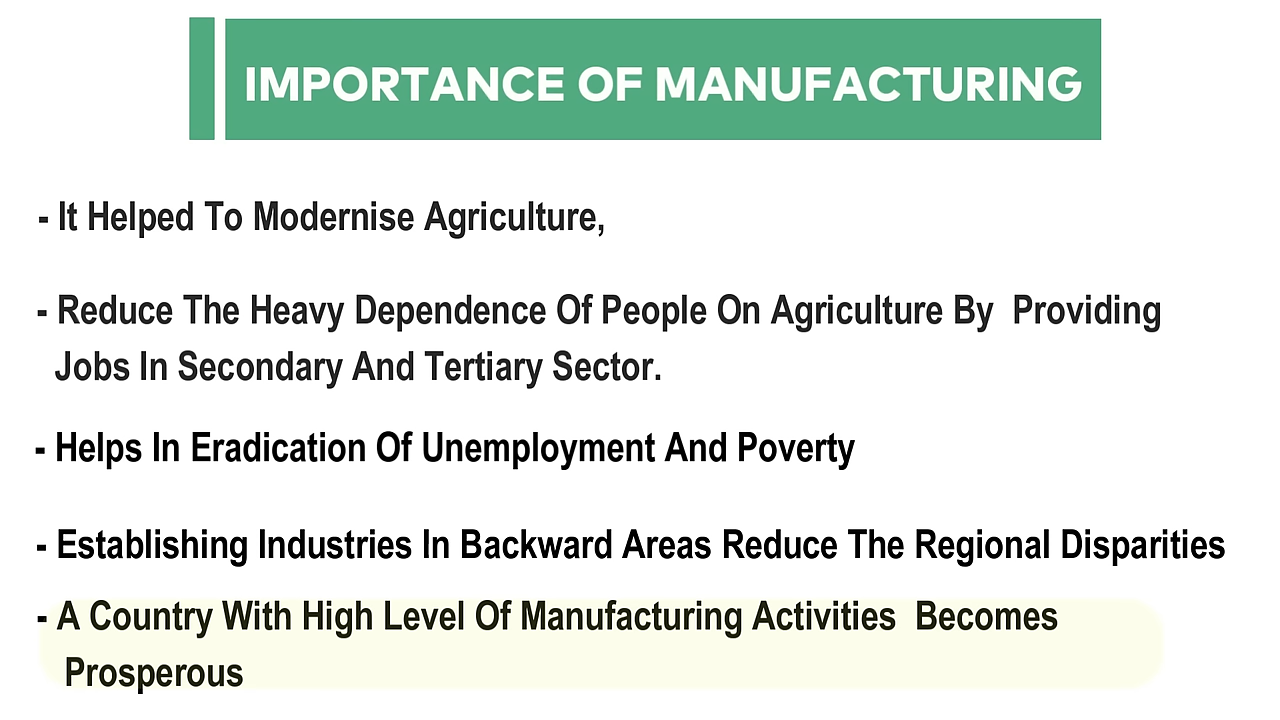 IMPORTANCE OF MANUFACTURING
- It Helped To Modernise Agriculture,
- Reduce The Heavy Dependence Of People On Agriculture By  Providing
Jobs In Secondary And Tertiary Sector.
- Helps In Eradication Of Unemployment And Poverty
- Establishing Industries In Backward Areas Reduce The Regional Disparities
- A Country With High Level Of Manufacturing Activities  Becomes
Prosperous